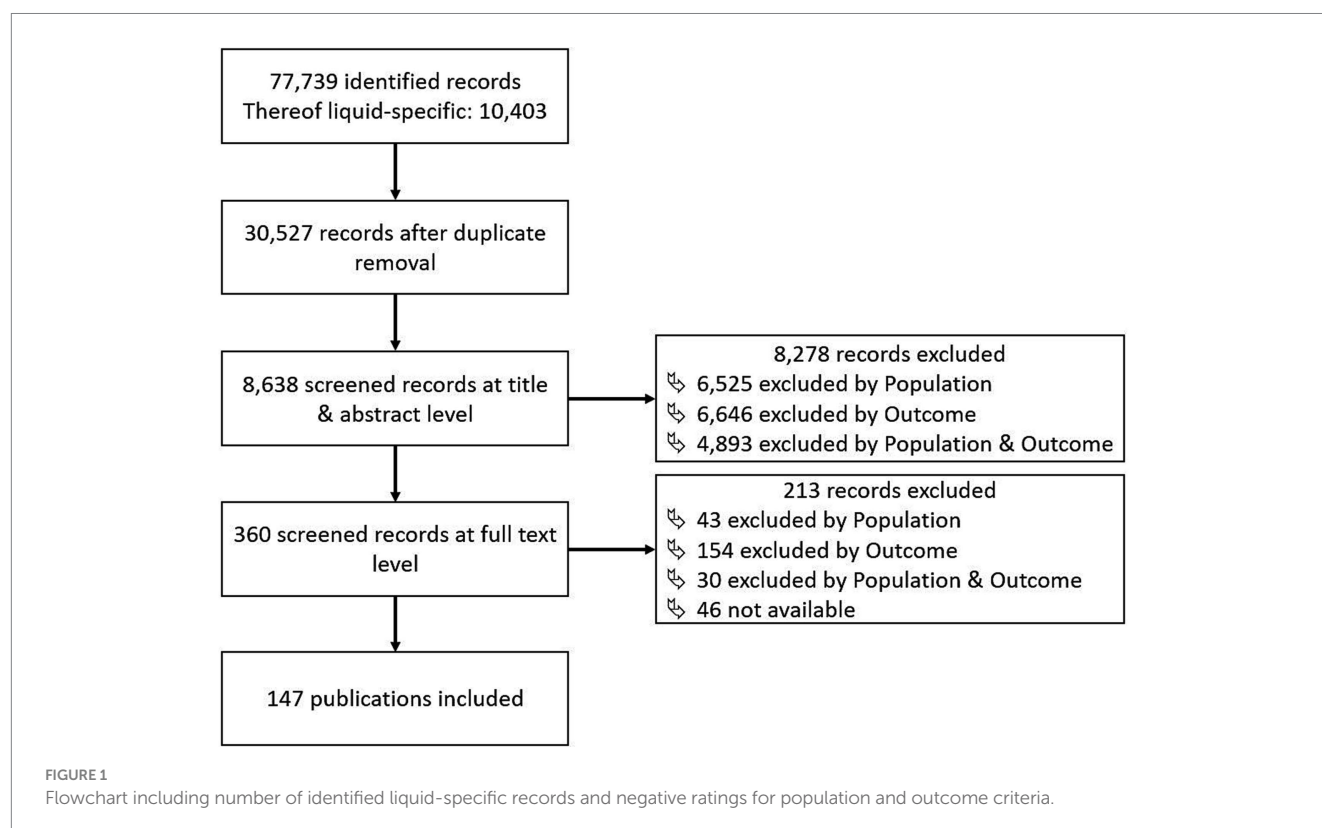 77,739 identified records
Thereof liquid-specific: 10,403
30,527 records after duplicate
removal
8,638 screened records at title
& abstract level
8,278 records excluded
6,525 excluded by Population
6,646 excluded by Outcome
4,893 excluded by Population & Outcome
360 screened records at full text
level
213 records excluded
43 excluded by Population
154 excluded by Outcome
30 excluded by Population & Outcome
46 not available
147 publications included
FIGURE 1
Flowchart including number of identified liquid-specific records and negative ratings for population and outcome criteria.